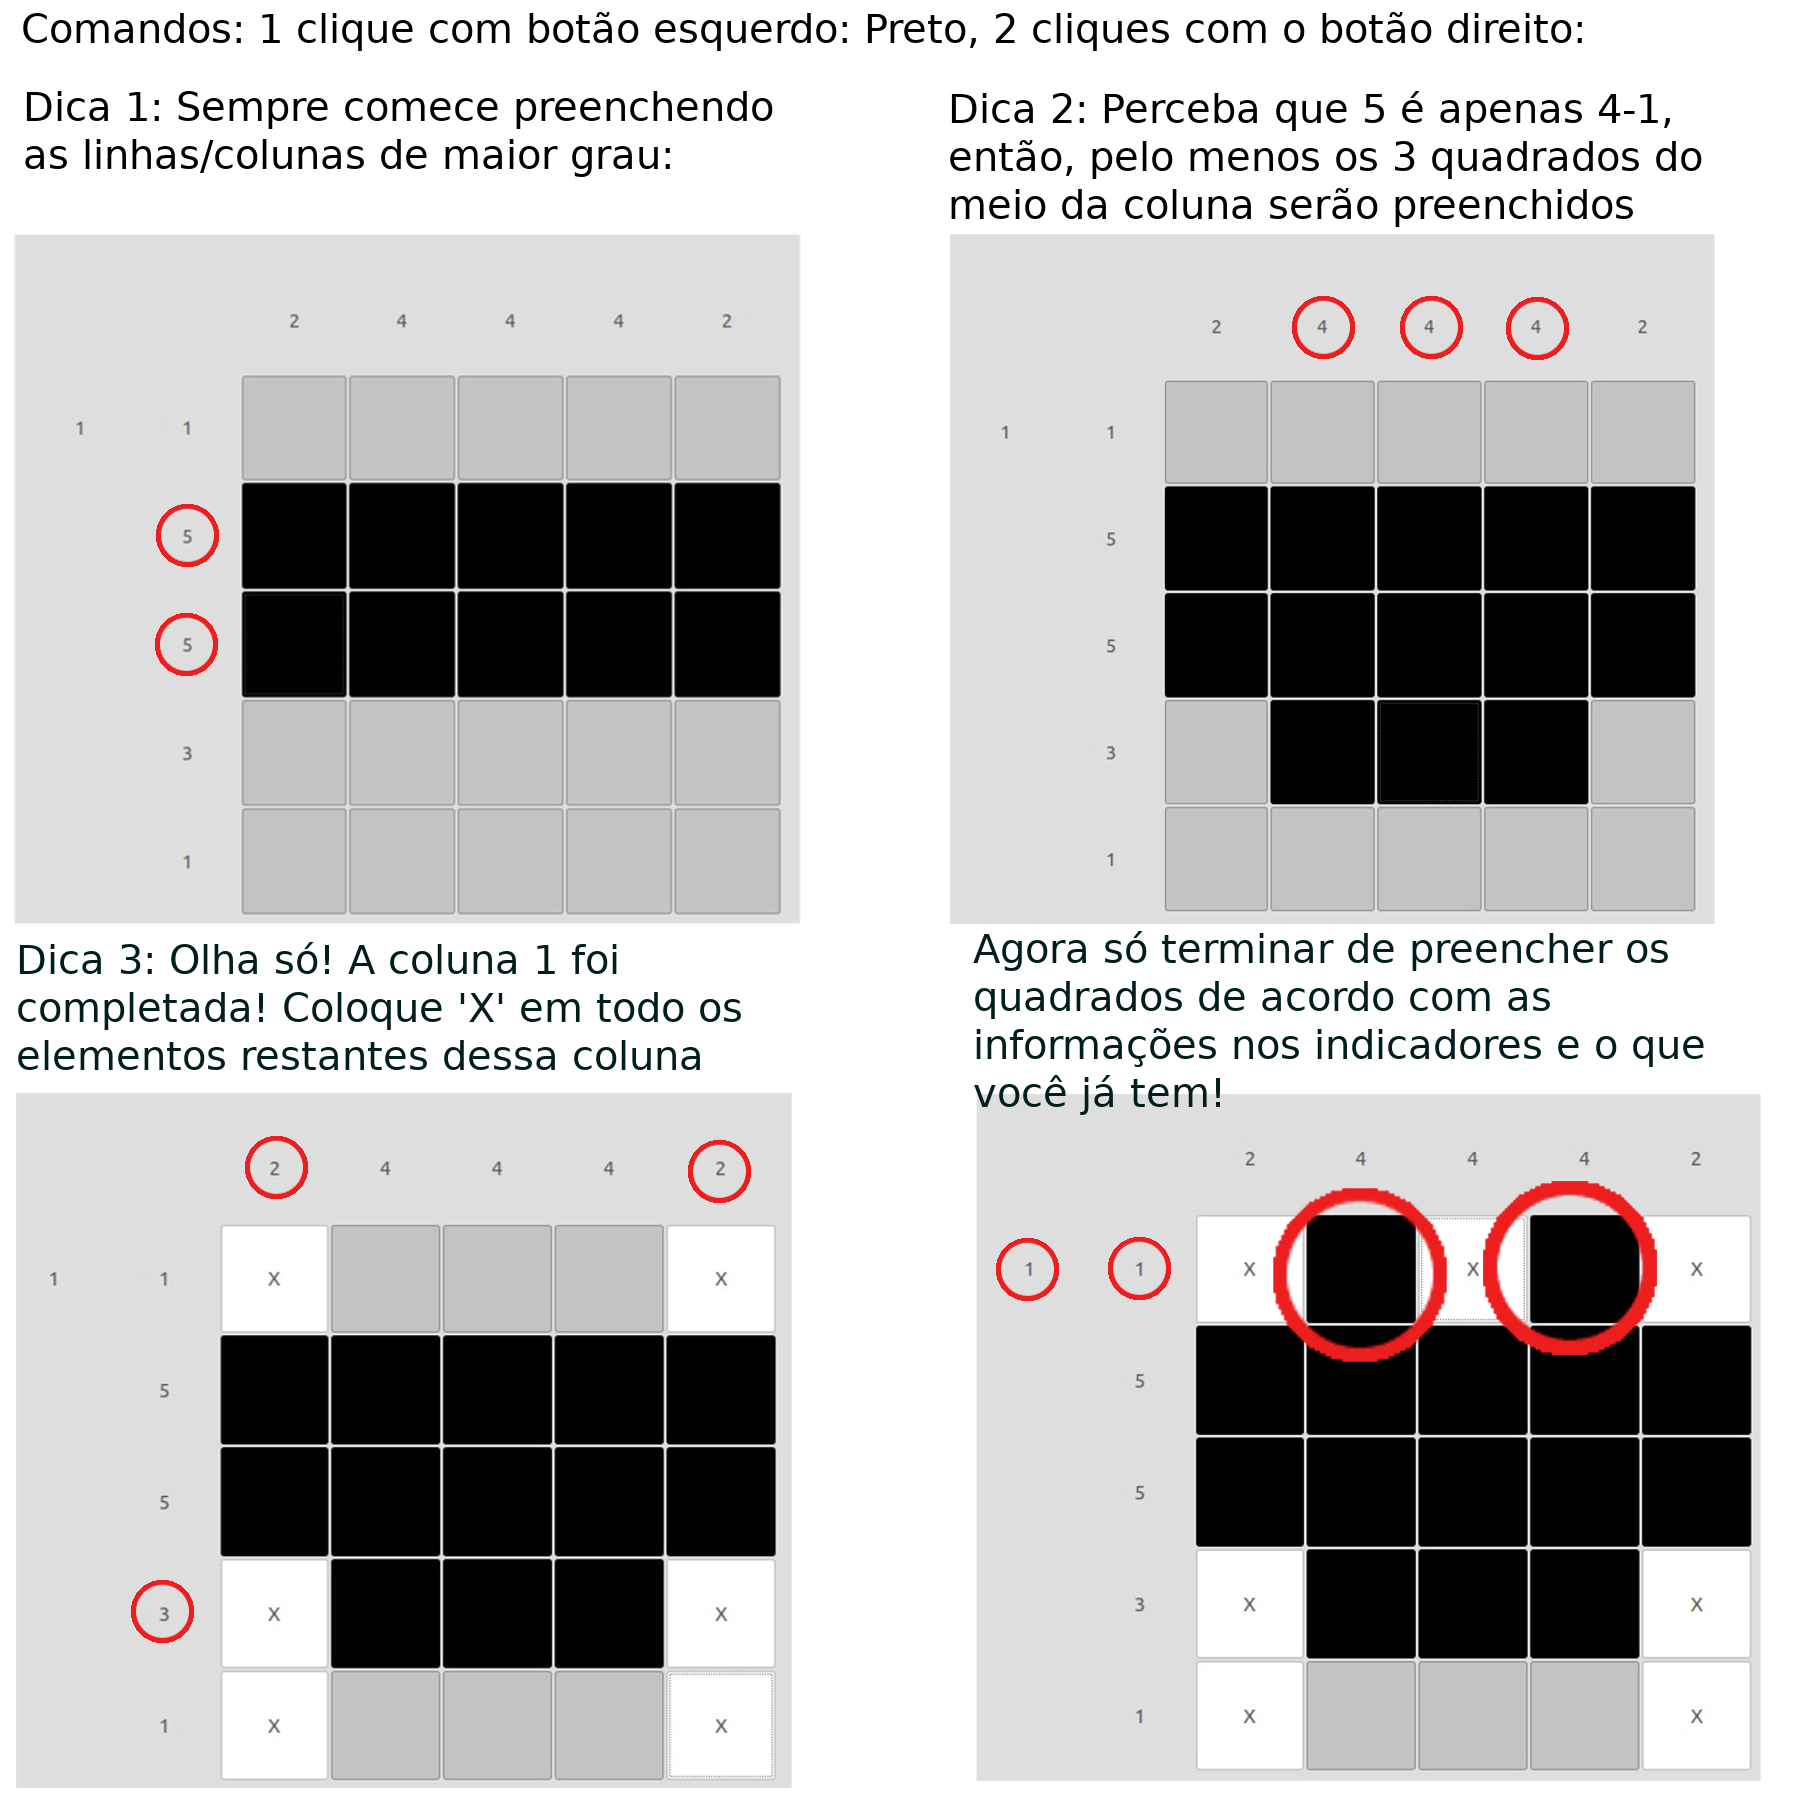 Comandos: 1 clique com botão esquerdo: Preto, 2 cliques com o botão direito:
Dica 1: Sempre comece preenchendo
as linhas/colunas de maior grau:
2 4 4 4 2
1 1
5
5
3
1
Dica 2: Perceba que 5 é apenas 4-1,
então, pelo menos os 3 quadrados do
meio da coluna serão preenchidos
2 4 4 4 2
1 1
5
5
3
1
Dica 3: Olha só! A coluna 1 foi
completada! Coloque 'X' em todo os
elementos restantes dessa coluna
2 4 4 4 2
1 1 X X
5
5
3 X X
1 X X
Agora só terminar de preencher os
quadrados de acordo com as
informações nos indicadores e o que
você já tem!
2 4 4 4 2
1 1 X X X
5
5
3 X X
1 X X